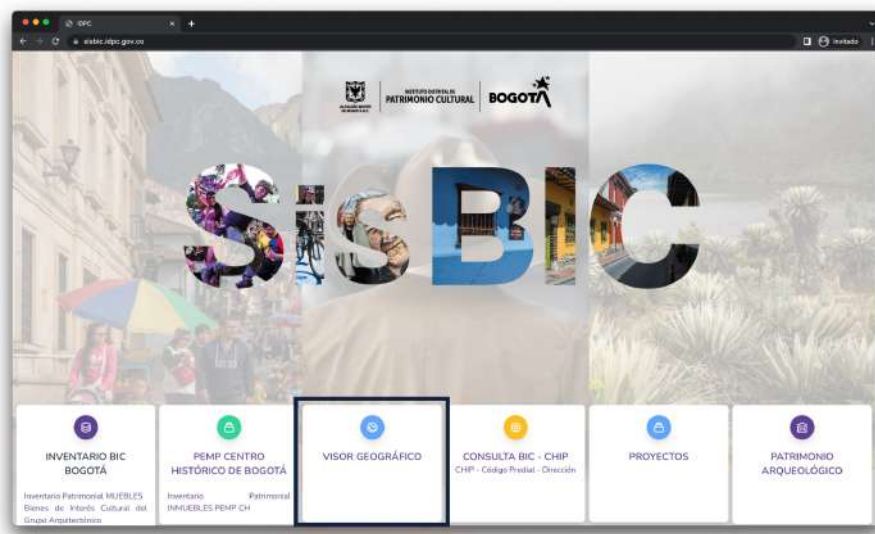 IDPC
sisbic.idpc.gov.co
Invitado
INSTITUTO DISTRITAL DE
PATRIMONIO CULTURAL
BOGOTÁ
SiSBIC
INVENTARIO BIC
BOGOTÁ
Inventario Patrimonial MUEBLES
Bienes de Interés Cultural del
Grupo Arquitectónico
PEMP CENTRO
HISTÓRICO DE BOGOTÁ
Inventario Patrimonial
INMUEBLES PEMP CH
VISOR GEOGRÁFICO
CONSULTA BIC - CHIP
CHIP - Código Predial - Dirección
PROYECTOS
PATRIMONIO
ARQUEOLÓGICO